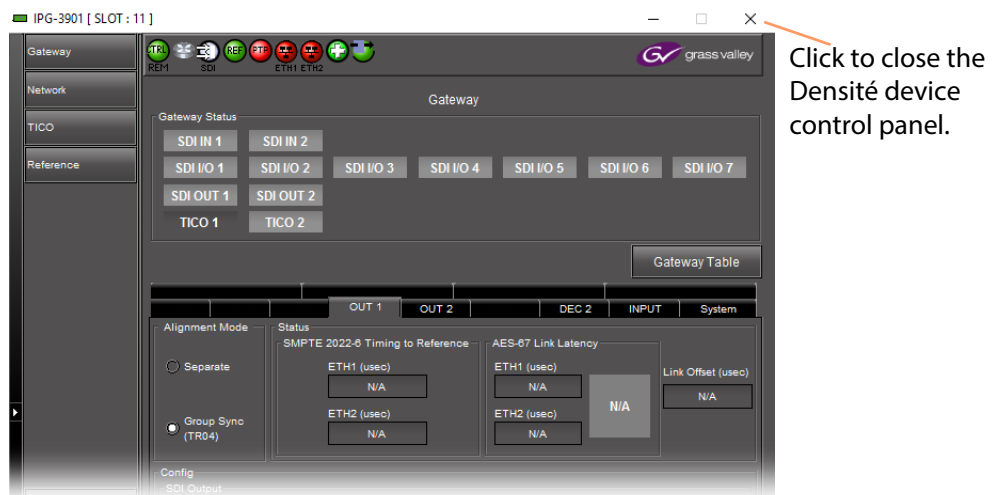 IPG-3901 [ SLOT : 11 ]
Click to close the
Densité device
control panel.
Gateway
Network
TICO
Reference
CTRL
REM
SDI
REF
PTP
ETH1 ETH2
GV grass valley
Gateway
Gateway Status
SDI IN 1 SDI IN 2
SDI I/O 1 SDI I/O 2 SDI I/O 3 SDI I/O 4 SDI I/O 5 SDI I/O 6 SDI I/O 7
SDI OUT 1 SDI OUT 2
TICO 1 TICO 2
Gateway Table
OUT 1 OUT 2 DEC 2 INPUT System
Alignment Mode
Separate
Group Sync
(TR04)
Status
SMPTE 2022-6 Timing to Reference
ETH1 (usec)
N/A
ETH2 (usec)
N/A
AES-67 Link Latency
ETH1 (usec)
N/A
ETH2 (usec)
N/A
N/A
Link Offset (usec)
N/A
Config
SDI Output